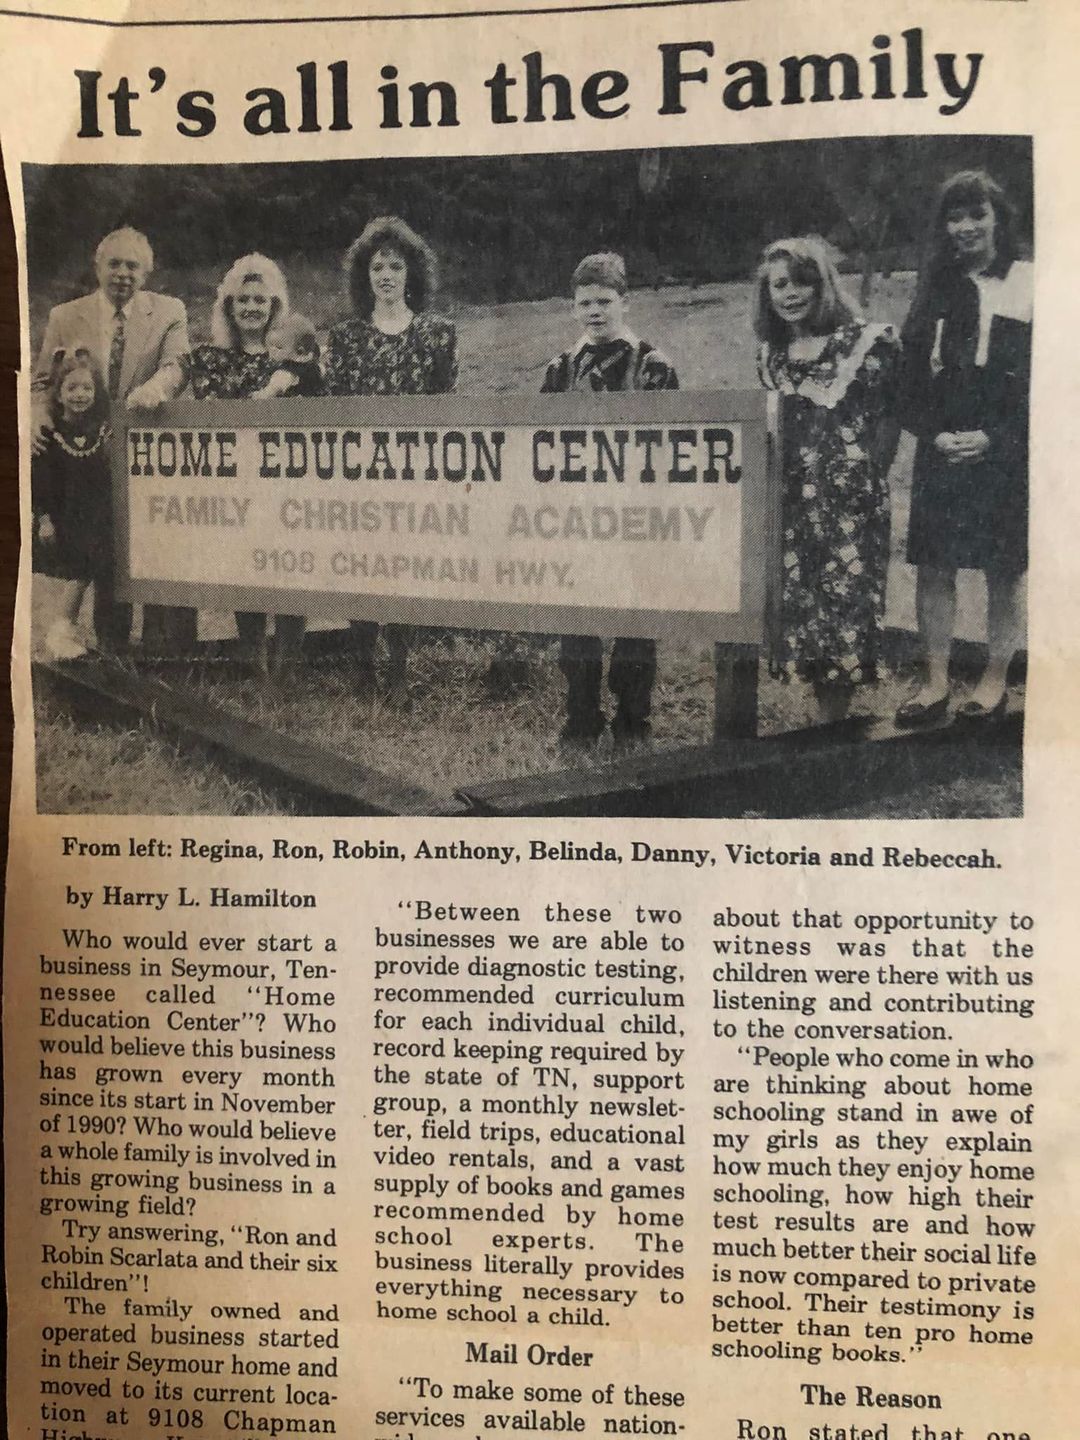 It's all in the Family
HOME EDUCATION CENTER
FAMILY CHRISTIAN ACADEMY
9108 CHAPMAN HWY.
From left: Regina, Ron, Robin, Anthony, Belinda, Danny, Victoria and Rebeccah.
by Harry L. Hamilton
Who would ever start a
business in Seymour, Ten-
nessee called "Home
Education Center"? Who
would believe this business
has grown every month
since its start in November
of 1990? Who would believe
a whole family is involved in
this growing business in a
growing field?
Try answering, "Ron and
Robin Scarlata and their six
children"!
The family owned and
operated business started
in their Seymour home and
moved to its current loca-
tion at 9108 Chapman
"Between these two
businesses we are able to
provide diagnostic testing,
recommended curriculum
for each individual child,
record keeping required by
the state of TN, support
group, a monthly newslet-
ter, field trips, educational
video rentals, and a vast
supply of books and games
recommended by home
school experts. The
business literally provides
everything necessary to
home school a child.
Mail Order
"To make some of these
services available nation-
about that opportunity to
witness was that the
children were there with us
listening and contributing
to the conversation.
"People who come in who
are thinking about home
schooling stand in awe of
my girls as they explain
how much they enjoy home
schooling, how high their
test results are and how
much better their social life
is now compared to private
school. Their testimony is
better than ten pro home
schooling books."
The Reason
Ron stated that one